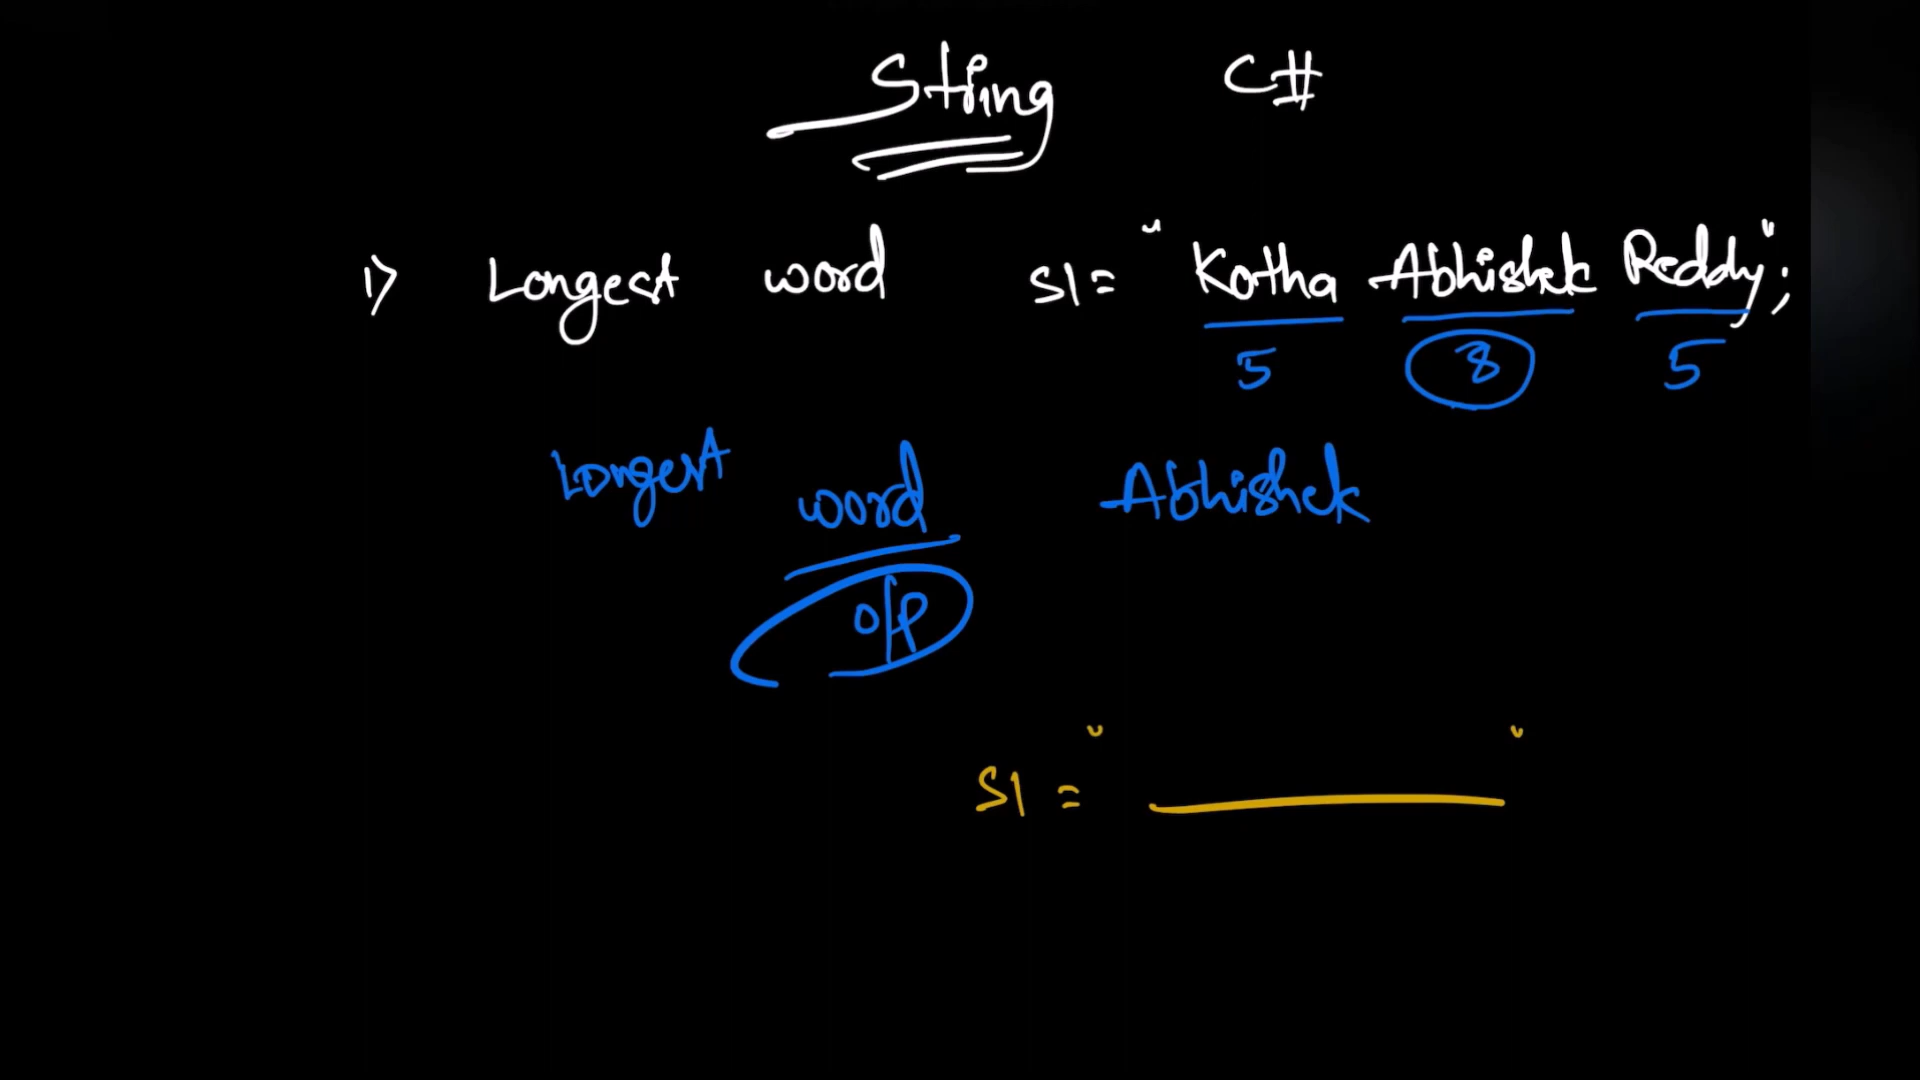 String C#
1) Longest word S1 = "Kotha Abhishek Reddy";
5 8 5
Longest word Abhishek
o/p
S1 = " "